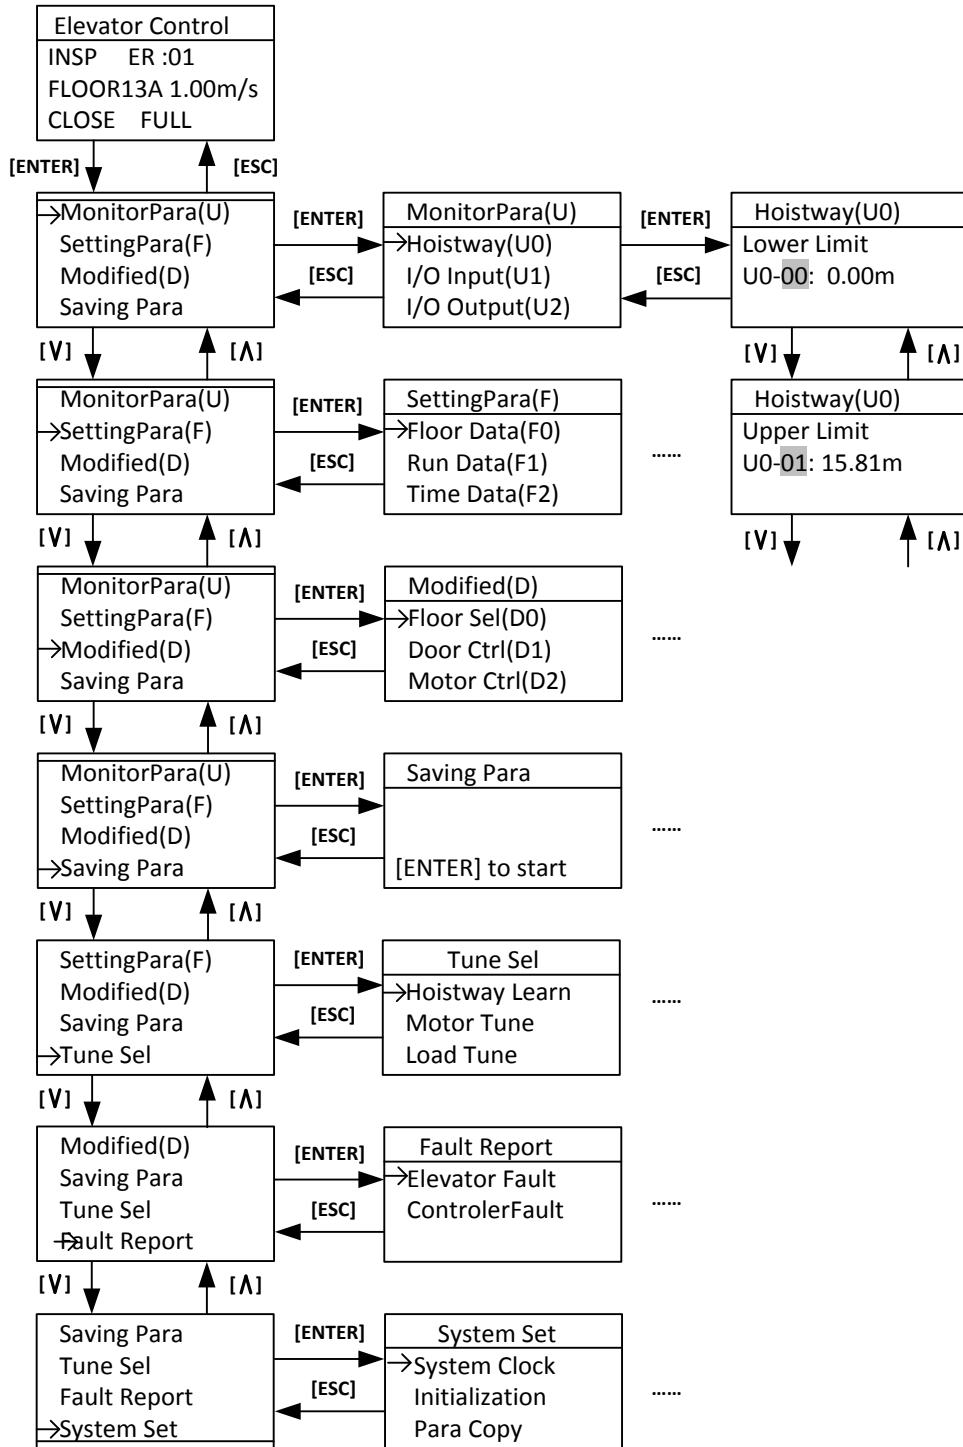 Elevator Control
INSP ER :01
FLOOR13A 1.00m/s
CLOSE FULL
[ENTER] [ESC]
MonitorPara(U)
SettingPara(F)
Modified(D)
Saving Para
[ENTER]
[ESC]
MonitorPara(U)
Hoistway(U0)
I/O Input(U1)
I/O Output(U2)
[ENTER]
[ESC]
Hoistway(U0)
Lower Limit
U0-00: 0.00m
[V] [Λ]
[V] [Λ]
MonitorPara(U)
SettingPara(F)
Modified(D)
Saving Para
[ENTER]
[ESC]
SettingPara(F)
Floor Data(F0)
Run Data(F1)
Time Data(F2)
......
Hoistway(U0)
Upper Limit
U0-01: 15.81m
[V] [Λ]
[V] [Λ]
MonitorPara(U)
SettingPara(F)
Modified(D)
Saving Para
[ENTER]
[ESC]
Modified(D)
Floor Sel(D0)
Door Ctrl(D1)
Motor Ctrl(D2)
......
[V] [Λ]
MonitorPara(U)
SettingPara(F)
Modified(D)
Saving Para
[ENTER]
[ESC]
Saving Para
[ENTER] to start
......
[V] [Λ]
SettingPara(F)
Modified(D)
Saving Para
Tune Sel
[ENTER]
[ESC]
Tune Sel
Hoistway Learn
Motor Tune
Load Tune
......
[V] [Λ]
Modified(D)
Saving Para
Tune Sel
Fault Report
[ENTER]
[ESC]
Fault Report
Elevator Fault
ControlerFault
......
[V] [Λ]
Saving Para
Tune Sel
Fault Report
System Set
[ENTER]
[ESC]
System Set
System Clock
Initialization
Para Copy
......